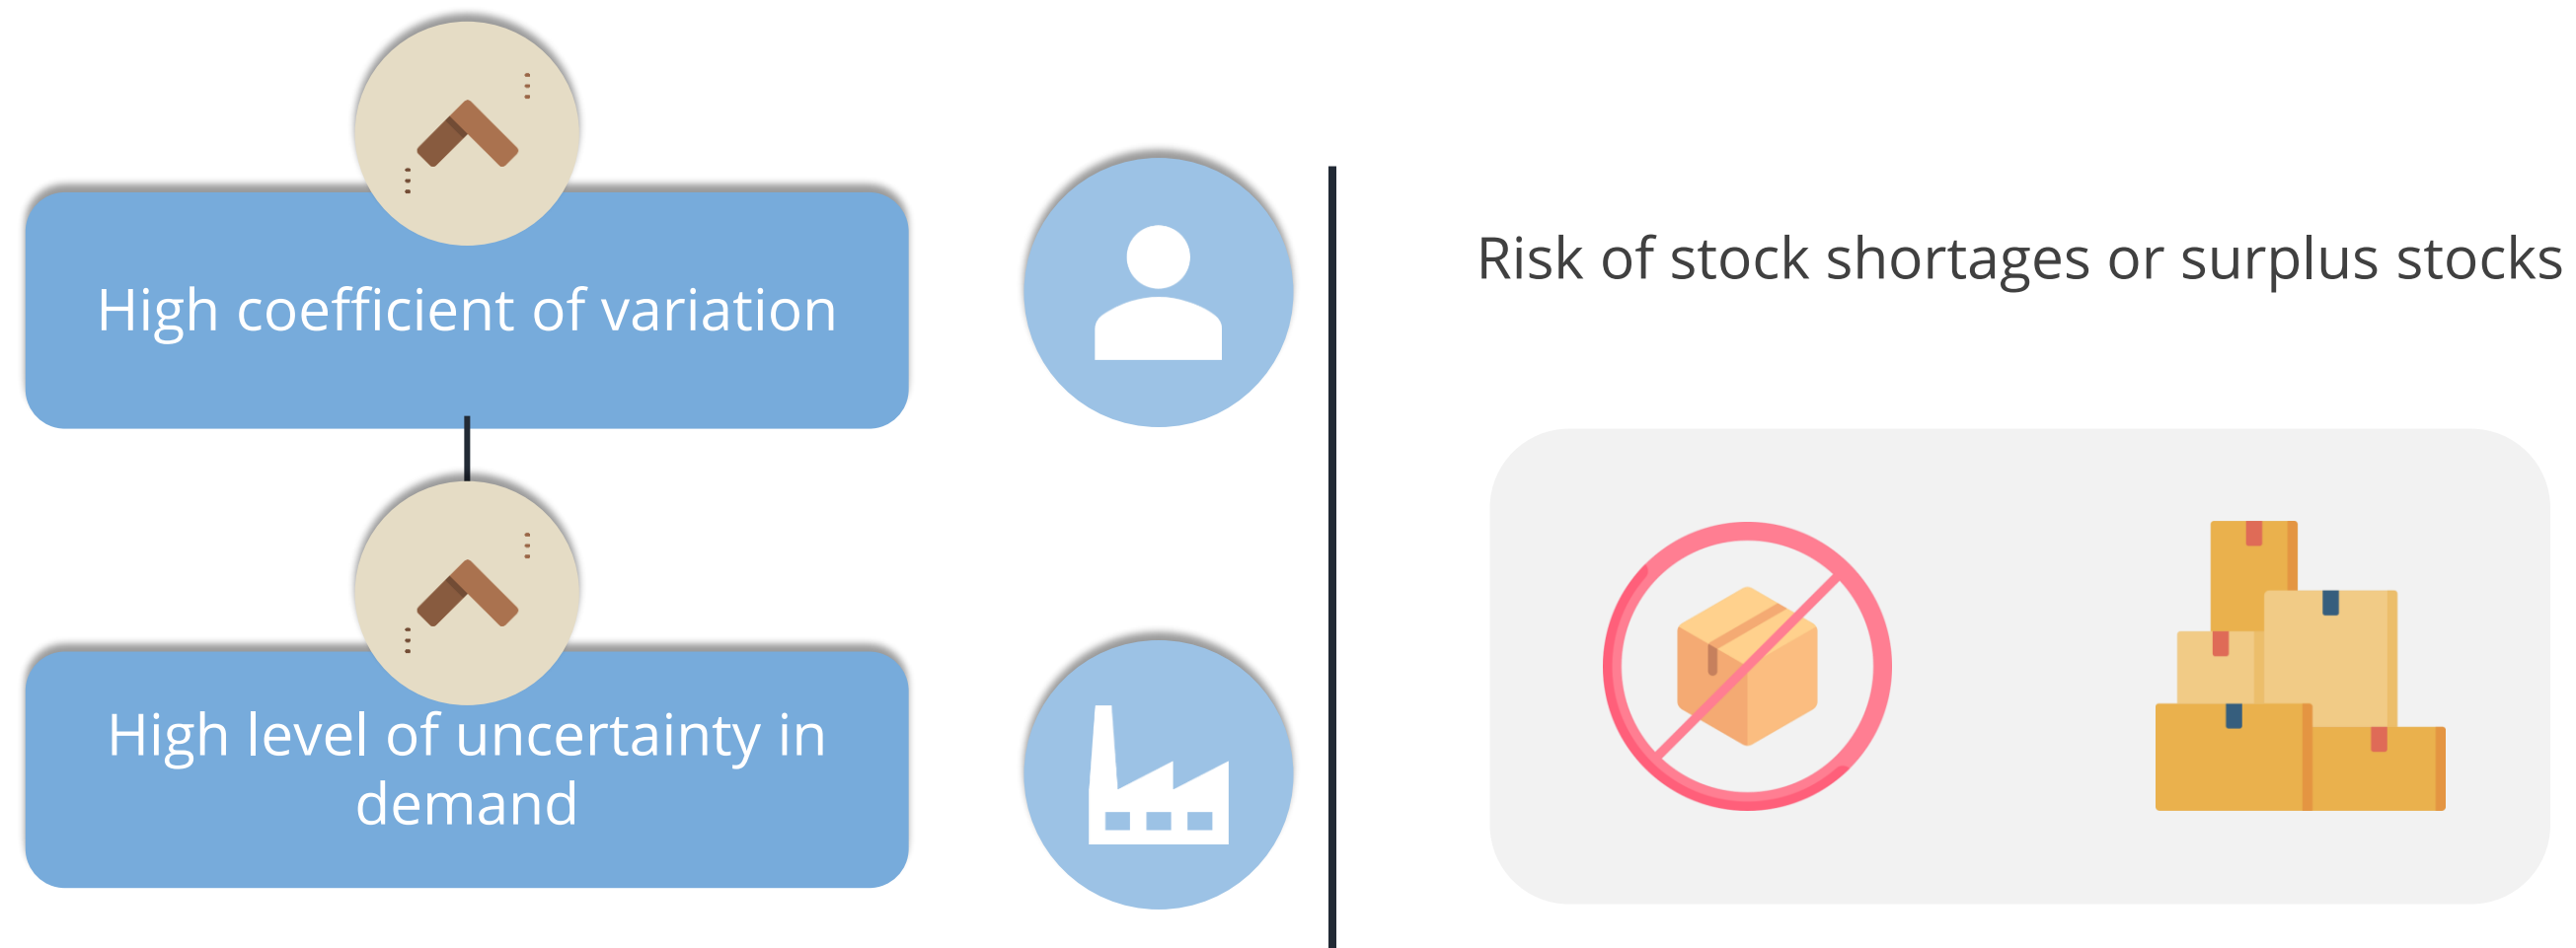 High coefficient of variation
High level of uncertainty in
demand
Risk of stock shortages or surplus stocks